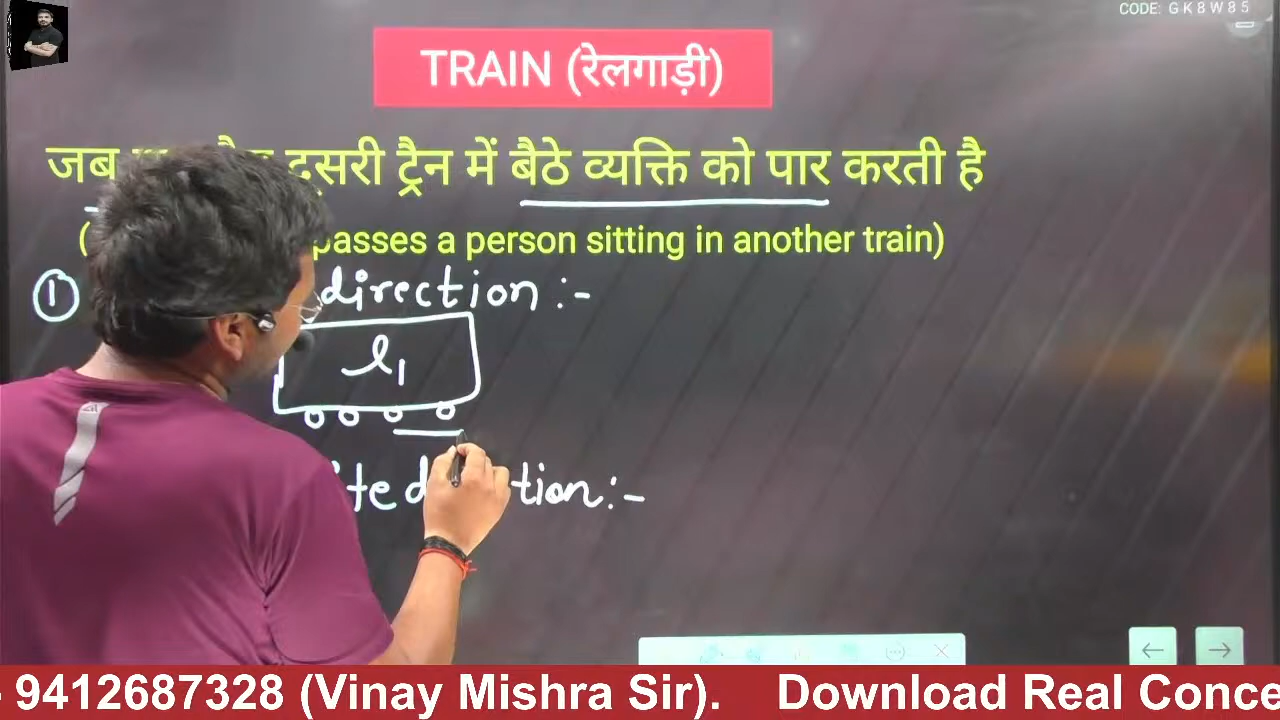 CODE: GK8W85
TRAIN (रेलगाड़ी)
जब दूसरी ट्रैन में बैठे व्यक्ति को पार करती है
( passes a person sitting in another train)
① direction :-
l₁
tion:-
9412687328 (Vinay Mishra Sir). Download Real Conce